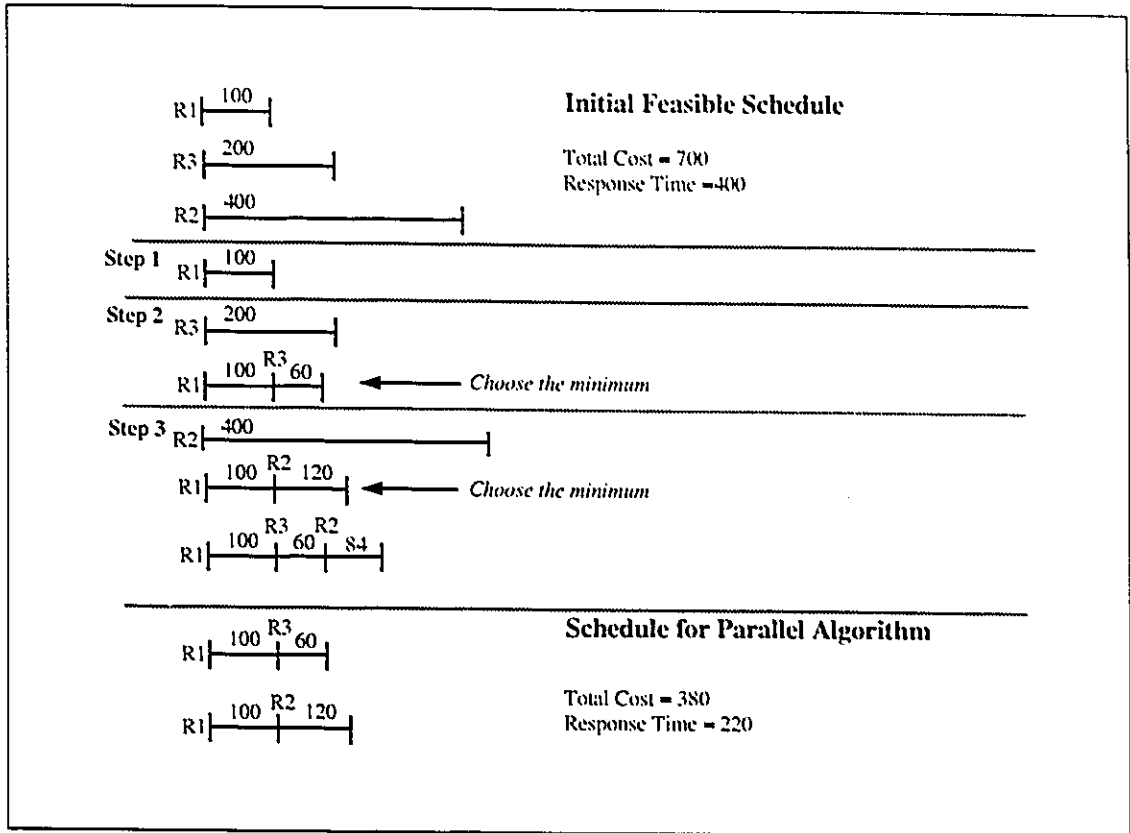 Initial Feasible Schedule
R1 100
R3 200
R2 400
Total Cost = 700
Response Time =400
Step 1
R1 100
Step 2
R3 200
R1 100 R3 60
Choose the minimum
Step 3
R2 400
R1 100 R2 120
Choose the minimum
R1 100 R3 60 R2 84
Schedule for Parallel Algorithm
R1 100 R3 60
R1 100 R2 120
Total Cost = 380
Response Time = 220